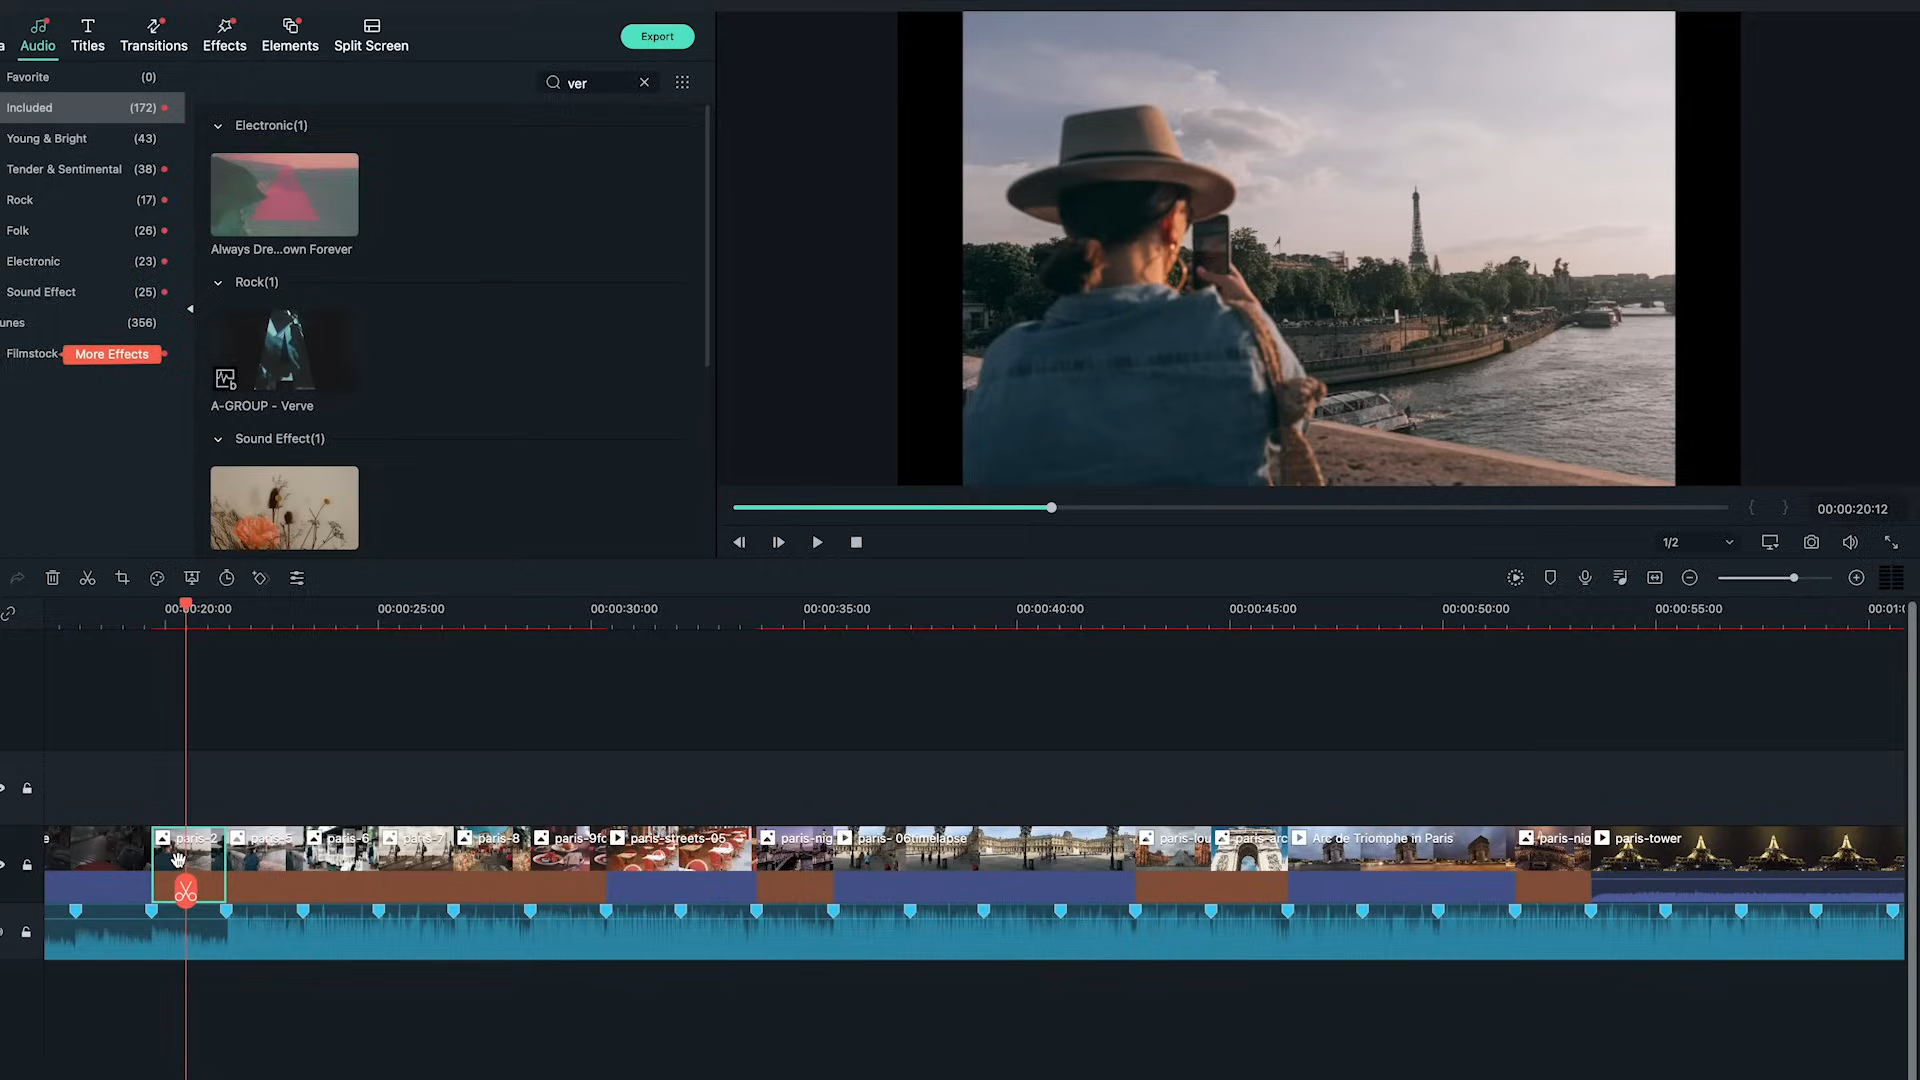 Audio
Titles
Transitions
Effects
Elements
Split Screen
Export
Favorite (0)
Included (172)
Young & Bright (43)
Tender & Sentimental (38)
Rock (17)
Folk (26)
Electronic (23)
Sound Effect (25)
unes (356)
Filmstock
More Effects
ver
Electronic(1)
Always Dre...own Forever
Rock(1)
A-GROUP - Verve
Sound Effect(1)
00:00:20:12
1/2
00:00:20:00
00:00:25:00
00:00:30:00
00:00:35:00
00:00:40:00
00:00:45:00
00:00:50:00
00:00:55:00
00:01:0
e
paris-2
paris-5
paris-6
paris-7
paris-8
paris-9fo
paris-streets-05
paris-nig
paris- 06timelapse
paris-lou
paris-arc
Arc de Triomphe in Paris
paris-nig
paris-tower